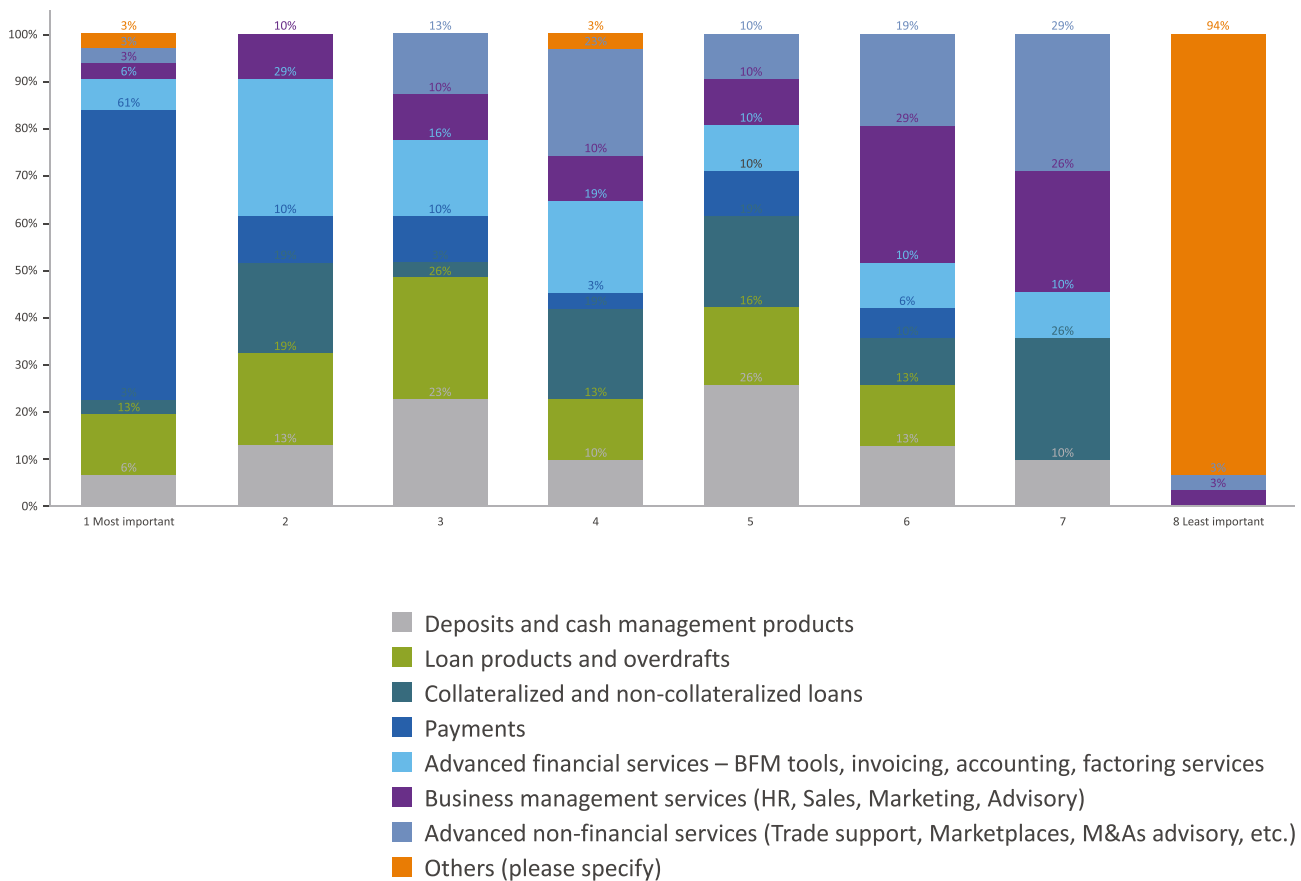 3% 10% 13% 3% 10% 19% 29% 94%
100%
3%
90%
6% 29% 10% 10%
61%
80%
16% 10% 29%
70%
10% 10% 26%
60%
10% 10% 19%
50%
26% 10% 10%
40%
3% 16% 6%
30%
19% 26%
20%
13% 23% 13% 26% 13%
10%
6% 13% 10% 13% 10% 3%
0%
1 Most important 2 3 4 5 6 7 8 Least important
Deposits and cash management products
Loan products and overdrafts
Collateralized and non-collateralized loans
Payments
Advanced financial services – BFM tools, invoicing, accounting, factoring services
Business management services (HR, Sales, Marketing, Advisory)
Advanced non-financial services (Trade support, Marketplaces, M&As advisory, etc.)
Others (please specify)